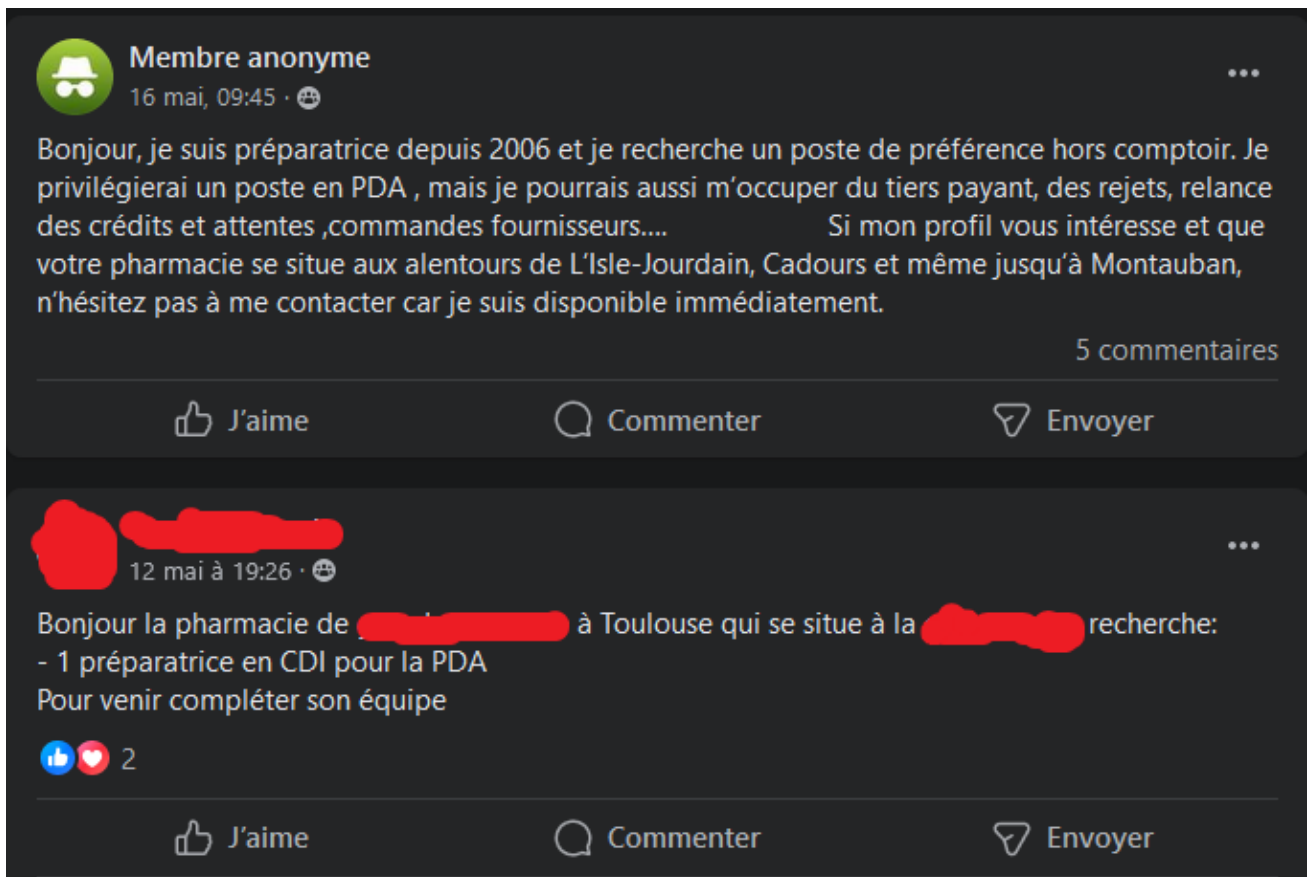 Membre anonyme
16 mai, 09:45 ·
Bonjour, je suis préparatrice depuis 2006 et je recherche un poste de préférence hors comptoir. Je
privilégierai un poste en PDA , mais je pourrais aussi m’occuper du tiers payant, des rejets, relance
des crédits et attentes ,commandes fournisseurs.... Si mon profil vous intéresse et que
votre pharmacie se situe aux alentours de L’Isle-Jourdain, Cadours et même jusqu’à Montauban,
n’hésitez pas à me contacter car je suis disponible immédiatement.
5 commentaires
J’aime Commenter Envoyer
12 mai à 19:26 ·
Bonjour la pharmacie de à Toulouse qui se situe à la recherche:
- 1 préparatrice en CDI pour la PDA
Pour venir compléter son équipe
2
J’aime Commenter Envoyer